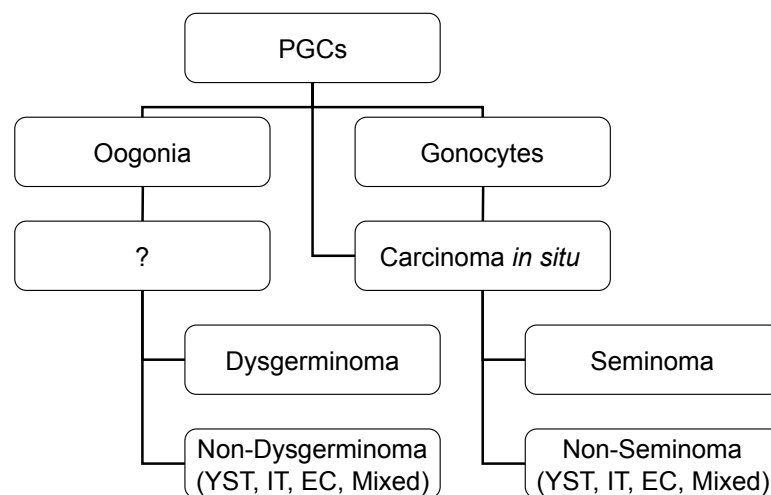 PGCs
Oogonia
Gonocytes
?
Carcinoma in situ
Dysgerminoma
Seminoma
Non-Dysgerminoma
(YST, IT, EC, Mixed)
Non-Seminoma
(YST, IT, EC, Mixed)